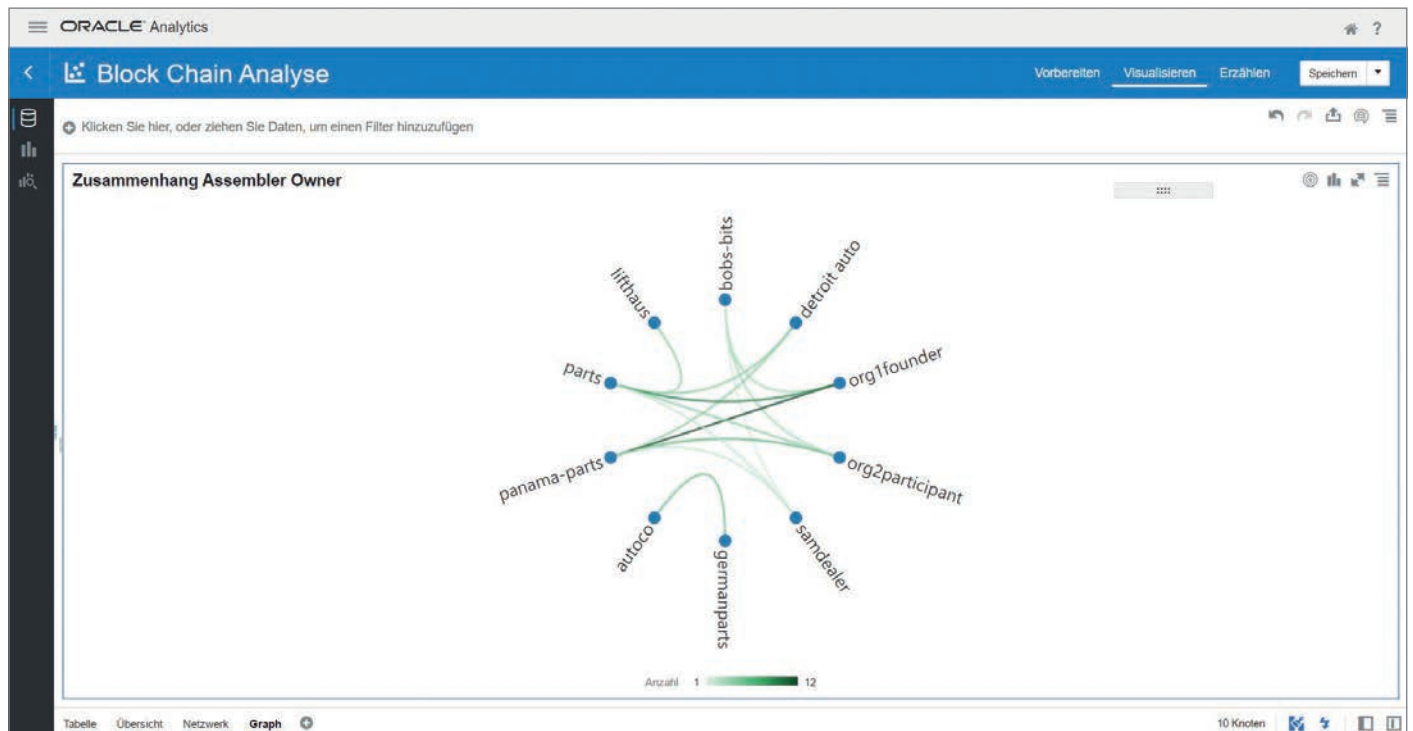 ORACLE Analytics
?
Block Chain Analyse
Vorbereiten Visualisieren Erzählen Speichern
Klicken Sie hier, oder ziehen Sie Daten, um einen Filter hinzuzufügen
Zusammenhang Assembler Owner
bobs-bits
detroit auto
lifthaus
org1founder
parts
org2participant
panama-parts
samdealer
autoco
germanparts
Anzahl 1 12
Tabelle Übersicht Netzwerk Graph 10 Knoten